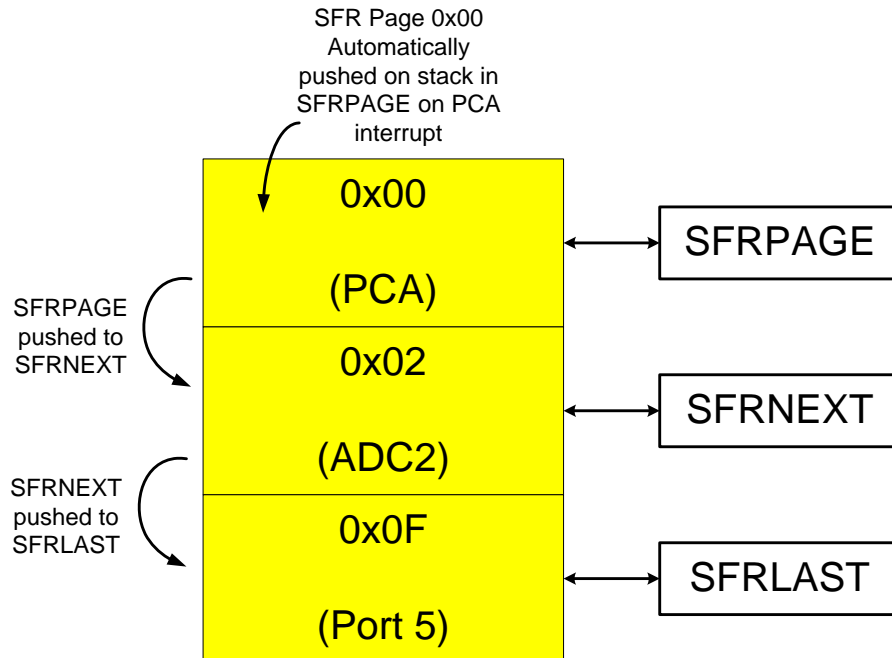 SFR Page 0x00
Automatically
pushed on stack in
SFRPAGE on PCA
interrupt
0x00
(PCA)
SFRPAGE
SFRPAGE
pushed to
SFRNEXT
0x02
(ADC2)
SFRNEXT
SFRNEXT
pushed to
SFRLAST
0x0F
(Port 5)
SFRLAST